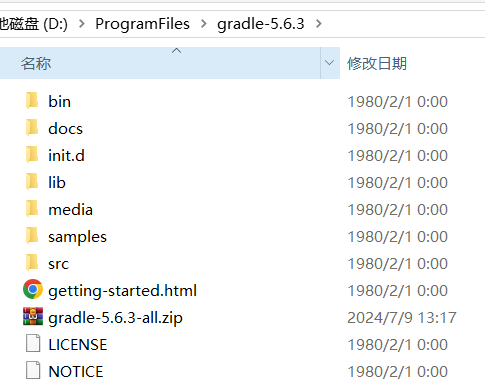 他磁盘 (D:) > ProgramFiles > gradle-5.6.3 >
名称 修改日期
bin 1980/2/1 0:00
docs 1980/2/1 0:00
init.d 1980/2/1 0:00
lib 1980/2/1 0:00
media 1980/2/1 0:00
samples 1980/2/1 0:00
src 1980/2/1 0:00
getting-started.html 1980/2/1 0:00
gradle-5.6.3-all.zip 2024/7/9 13:17
LICENSE 1980/2/1 0:00
NOTICE 1980/2/1 0:00